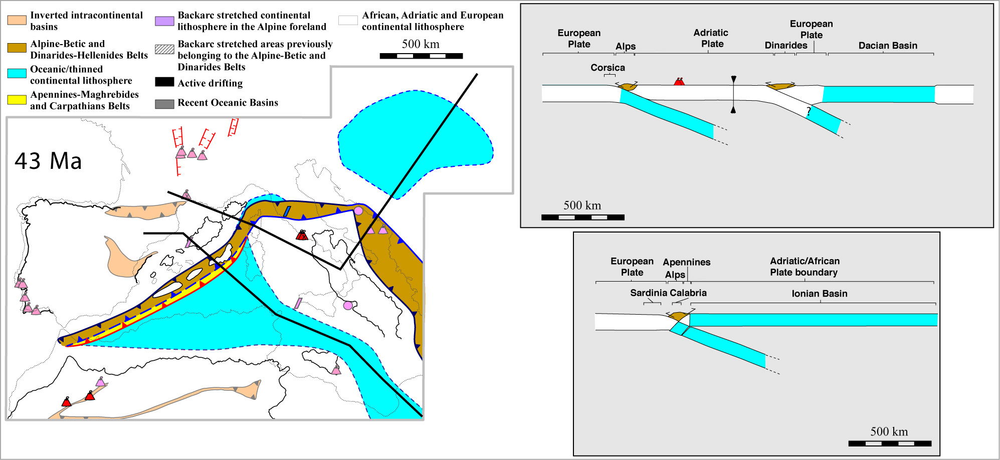 Inverted intracontinental
basins
Alpine-Betic and
Dinarides-Hellenides Belts
Oceanic/thinned
continental lithosphere
Apennines-Maghrebides
and Carpathians Belts
Backarc stretched continental
lithosphere in the Alpine foreland
Backarc stretched areas previously
belonging to the Alpine-Betic and
Dinarides Belts
Active drifting
Recent Oceanic Basins
African, Adriatic and European
continental lithosphere
500 km
43 Ma
European
Plate
Alps
Corsica
Adriatic
Plate
Dinarides
European
Plate
Dacian Basin
?
500 km
European
Plate
Apennines
Alps
Sardinia
Calabria
Adriatic/African
Plate boundary
Ionian Basin
500 km